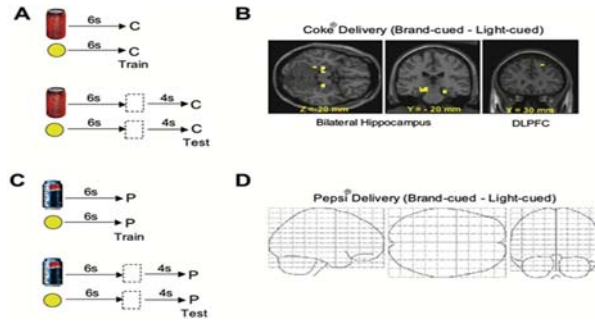 A
6s
C
6s
C
Train
6s
4s
C
6s
4s
C
Test
B
Coke® Delivery (Brand-cued - Light-cued)
Z = -20 mm
Y = - 20 mm
X = 30 mm
Bilateral Hippocampus
DLPFC
C
6s
P
6s
P
Train
6s
4s
P
6s
4s
P
Test
D
Pepsi® Delivery (Brand-cued - Light-cued)